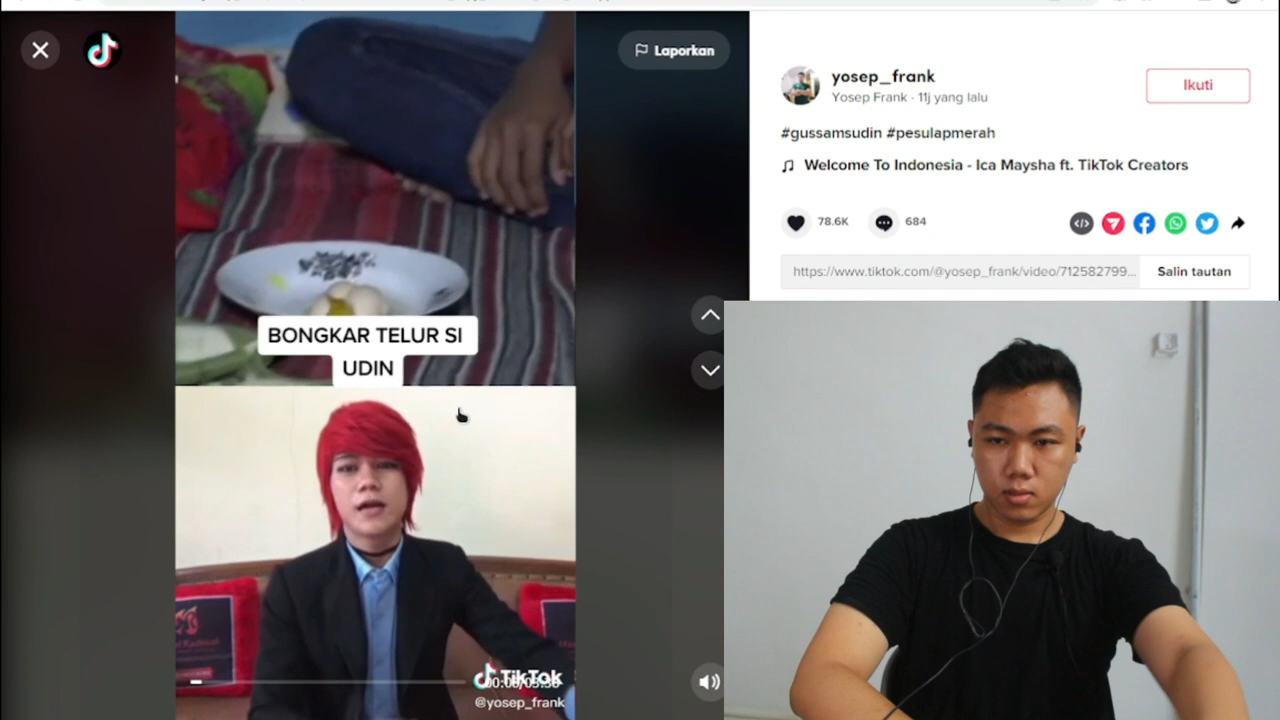 Laporkan
BONGKAR TELUR SI
UDIN
TikTok
@yosep_frank
yosep_frank
Yosep Frank · 11j yang lalu
Ikuti
#gussamsudin #pesulapmerah
Welcome To Indonesia - Ica Maysha ft. TikTok Creators
78.6K
684
https://www.tiktok.com/@yosep_frank/video/712582799...
Salin tautan